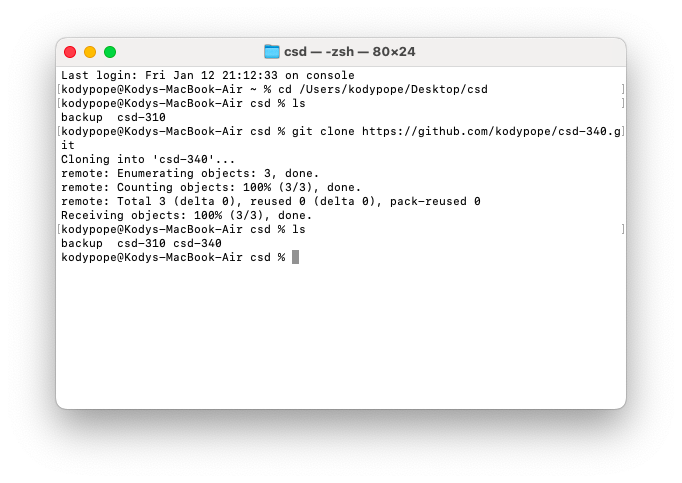 csd — -zsh — 80×24
Last login: Fri Jan 12 21:12:33 on console
[kodypope@Kodys-MacBook-Air ~ % cd /Users/kodypope/Desktop/csd ]
[kodypope@Kodys-MacBook-Air csd % ls ]
backup  csd-310
[kodypope@Kodys-MacBook-Air csd % git clone https://github.com/kodypope/csd-340.g]
it
Cloning into 'csd-340'...
remote: Enumerating objects: 3, done.
remote: Counting objects: 100% (3/3), done.
remote: Total 3 (delta 0), reused 0 (delta 0), pack-reused 0
Receiving objects: 100% (3/3), done.
[kodypope@Kodys-MacBook-Air csd % ls ]
backup  csd-310 csd-340
kodypope@Kodys-MacBook-Air csd %